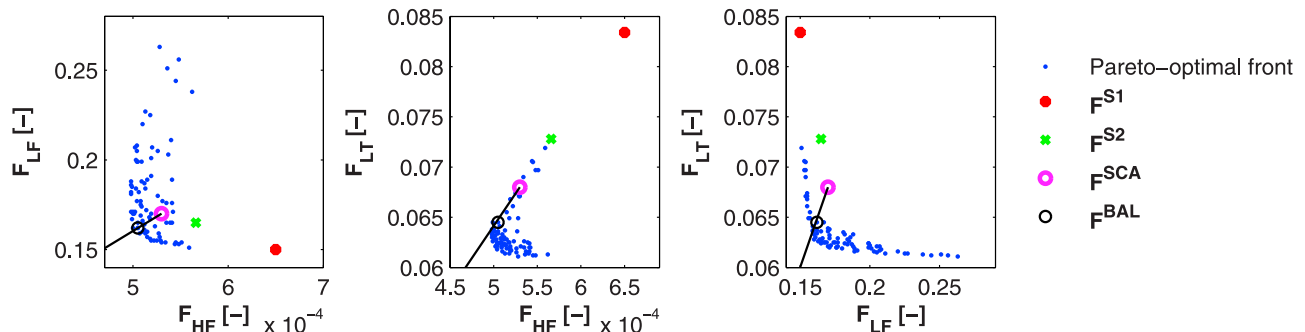 0.25
0.2
0.15
F_LF [−]
5 6 7
F_HF [−] x 10^−4
0.085
0.08
0.075
0.07
0.065
0.06
F_LT [−]
4.5 5 5.5 6 6.5
F_HF [−] x 10^−4
0.085
0.08
0.075
0.07
0.065
0.06
F_LT [−]
0.15 0.2 0.25
F_LF [−]
Pareto−optimal front
F^S1
F^S2
F^SCA
F^BAL